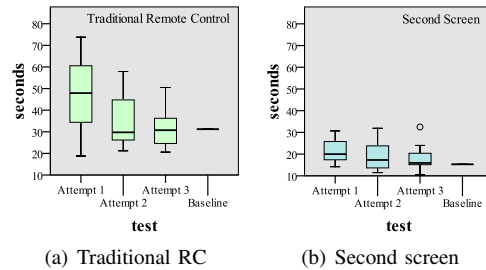 Traditional Remote Control
80
70
60
50
40
30
20
10
seconds
Attempt 1 Attempt 3
Attempt 2 Baseline
test
(a) Traditional RC
Second Screen
80
70
60
50
40
30
20
10
seconds
Attempt 1 Attempt 3
Attempt 2 Baseline
test
(b) Second screen